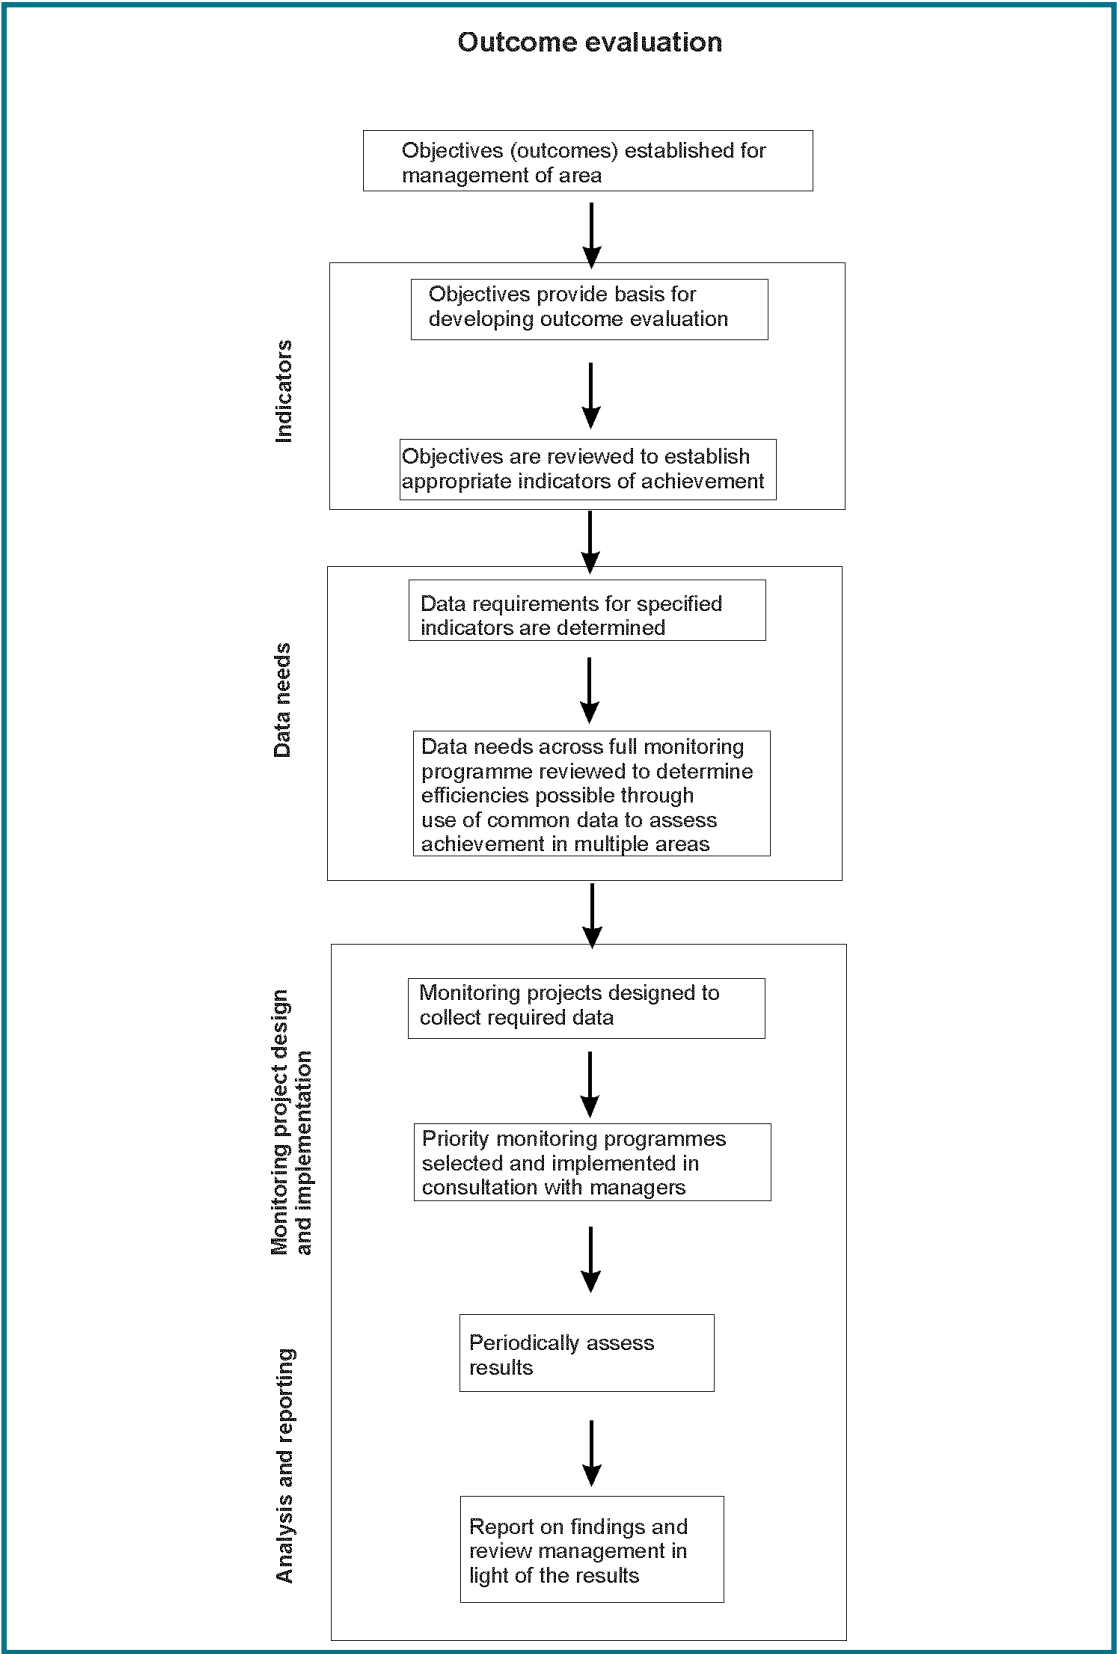 Outcome evaluation
Objectives (outcomes) established for
management of area
Indicators
Objectives provide basis for
developing outcome evaluation
Objectives are reviewed to establish
appropriate indicators of achievement
Data needs
Data requirements for specified
indicators are determined
Data needs across full monitoring
programme reviewed to determine
efficiencies possible through
use of common data to assess
achievement in multiple areas
Monitoring project design
and implementation
Monitoring projects designed to
collect required data
Priority monitoring programmes
selected and implemented in
consultation with managers
Analysis and reporting
Periodically assess
results
Report on findings and
review management in
light of the results